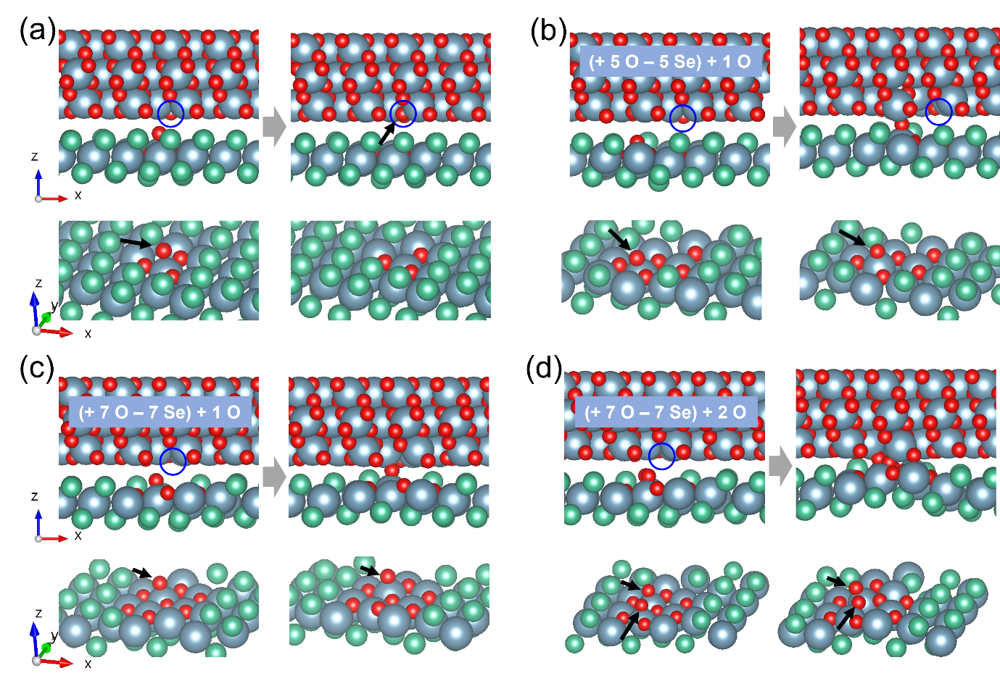 (a)
(b)
(+ 5 O – 5 Se) + 1 O
z
x
z
y
x
(c)
(d)
(+ 7 O – 7 Se) + 1 O
(+ 7 O – 7 Se) + 2 O
z
x
z
y
x